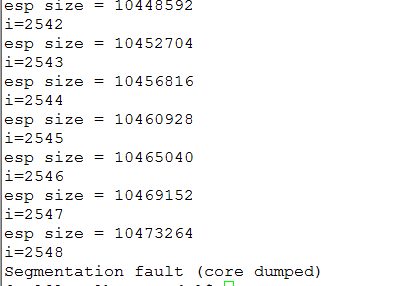 esp size = 10448592
i=2542
esp size = 10452704
i=2543
esp size = 10456816
i=2544
esp size = 10460928
i=2545
esp size = 10465040
i=2546
esp size = 10469152
i=2547
esp size = 10473264
i=2548
Segmentation fault (core dumped)